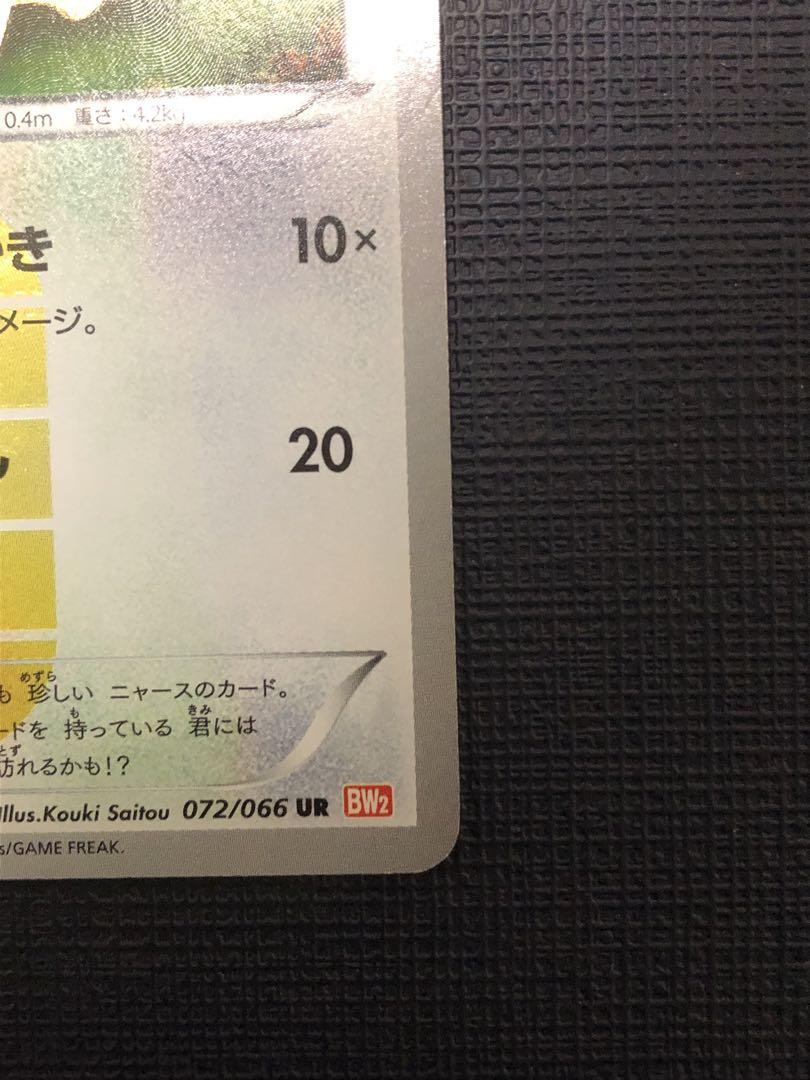 0.4m 重さ:4.2kg
き 10×
メージ。
20
も 珍しい ニャースのカード。
ードを 持っている 君には
訪れるかも!?
Illus.Kouki Saitou 072/066 UR BW2
s/GAME FREAK.